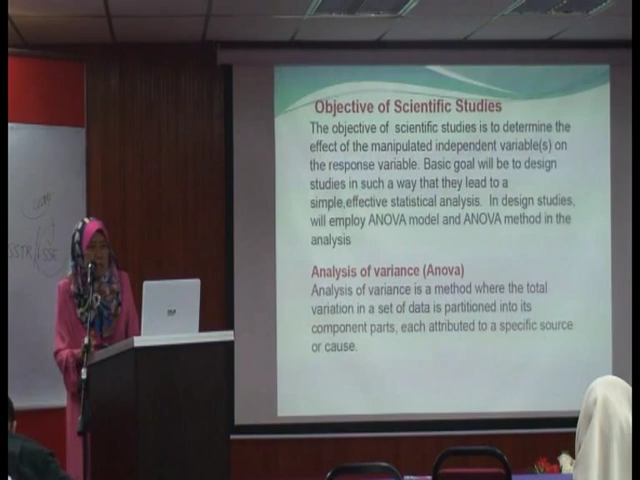 Objective of Scientific Studies
The objective of scientific studies is to determine the
effect of the manipulated independent variable(s) on
the response variable. Basic goal will be to design
studies in such a way that they lead to a
simple,effective statistical analysis. In design studies,
will employ ANOVA model and ANOVA method in the
analysis
Analysis of variance (Anova)
Analysis of variance is a method where the total
variation in a set of data is partitioned into its
component parts, each attributed to a specific source
or cause.
SSTR/SSE